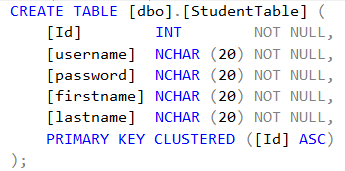 CREATE TABLE [dbo].[StudentTable] (
    [Id]        INT        NOT NULL,
    [username]  NCHAR (20) NOT NULL,
    [password]  NCHAR (20) NOT NULL,
    [firstname] NCHAR (20) NOT NULL,
    [lastname]  NCHAR (20) NOT NULL,
    PRIMARY KEY CLUSTERED ([Id] ASC)
);